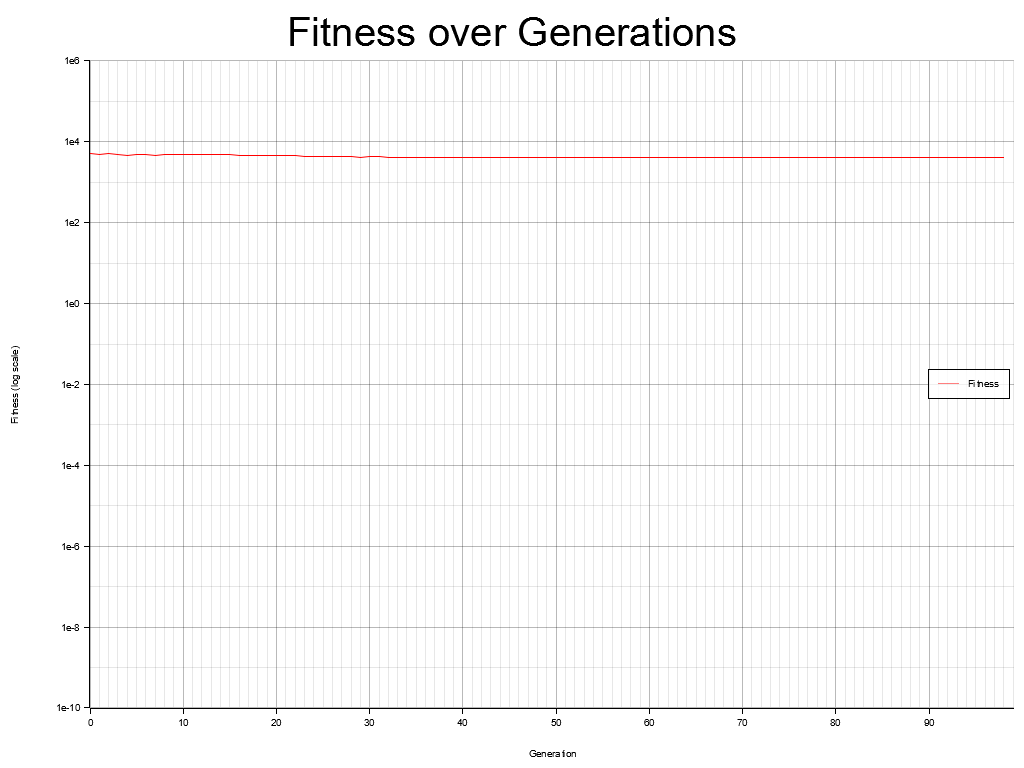 Fitness over Generations
1e6
1e4
1e2
1e0
1e-2
1e-4
1e-6
1e-8
1e-10
Fitness (log scale)
Fitness
0 10 20 30 40 50 60 70 80 90
Generation